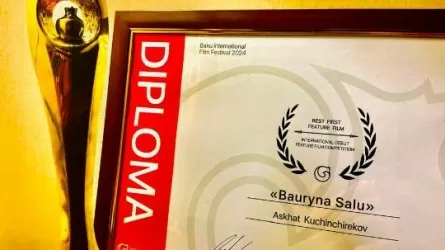 Baku International
Film Festival 2024
DIPLOMA
BEST FIRST
FEATURE FILM
INTERNATIONAL DEBUT
FEATURE FILM COMPETITION
«Bauryna Salu»
Askhat Kuchinchirekov